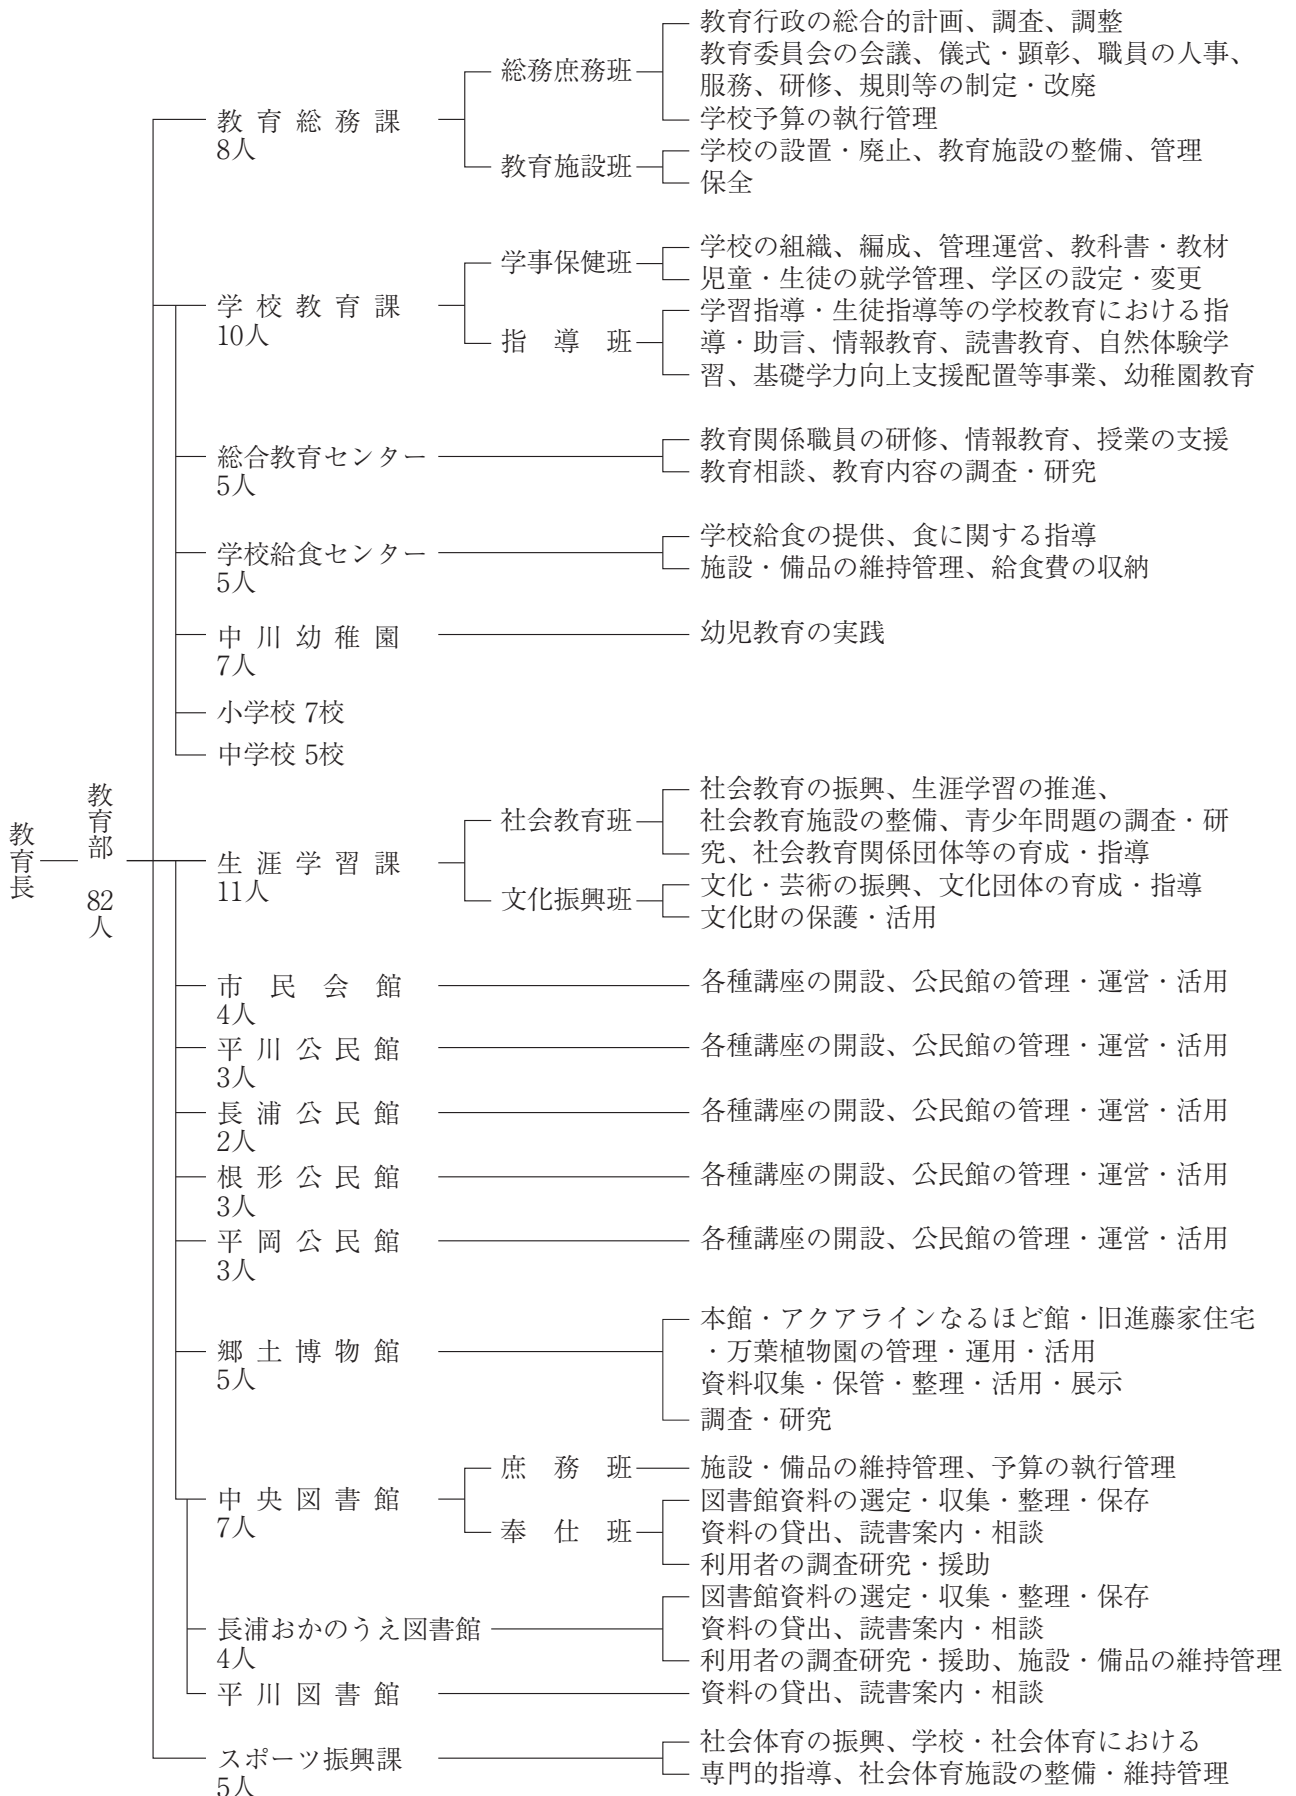 教育長
教育部 82人
教育総務課
8人
総務庶務班
教育行政の総合的計画、調査、調整
教育委員会の会議、儀式・顕彰、職員の人事、
服務、研修、規則等の制定・改廃
学校予算の執行管理
教育施設班
学校の設置・廃止、教育施設の整備、管理
保全
学校教育課
10人
学事保健班
学校の組織、編成、管理運営、教科書・教材
児童・生徒の就学管理、学区の設定・変更
指導班
学習指導・生徒指導等の学校教育における指
導・助言、情報教育、読書教育、自然体験学
習、基礎学力向上支援配置等事業、幼稚園教育
総合教育センター
5人
教育関係職員の研修、情報教育、授業の支援
教育相談、教育内容の調査・研究
学校給食センター
5人
学校給食の提供、食に関する指導
施設・備品の維持管理、給食費の収納
中川幼稚園
7人
幼児教育の実践
小学校 7校
中学校 5校
生涯学習課
11人
社会教育班
社会教育の振興、生涯学習の推進、
社会教育施設の整備、青少年問題の調査・研
究、社会教育関係団体等の育成・指導
文化振興班
文化・芸術の振興、文化団体の育成・指導
文化財の保護・活用
市民会館
4人
各種講座の開設、公民館の管理・運営・活用
平川公民館
3人
各種講座の開設、公民館の管理・運営・活用
長浦公民館
2人
各種講座の開設、公民館の管理・運営・活用
根形公民館
3人
各種講座の開設、公民館の管理・運営・活用
平岡公民館
3人
各種講座の開設、公民館の管理・運営・活用
郷土博物館
5人
本館・アクアラインなるほど館・旧進藤家住宅
・万葉植物園の管理・運用・活用
資料収集・保管・整理・活用・展示
調査・研究
中央図書館
7人
庶務班
施設・備品の維持管理、予算の執行管理
奉仕班
図書館資料の選定・収集・整理・保存
資料の貸出、読書案内・相談
利用者の調査研究・援助
長浦おかのうえ図書館
4人
図書館資料の選定・収集・整理・保存
資料の貸出、読書案内・相談
利用者の調査研究・援助、施設・備品の維持管理
平川図書館
資料の貸出、読書案内・相談
スポーツ振興課
5人
社会体育の振興、学校・社会体育における
専門的指導、社会体育施設の整備・維持管理